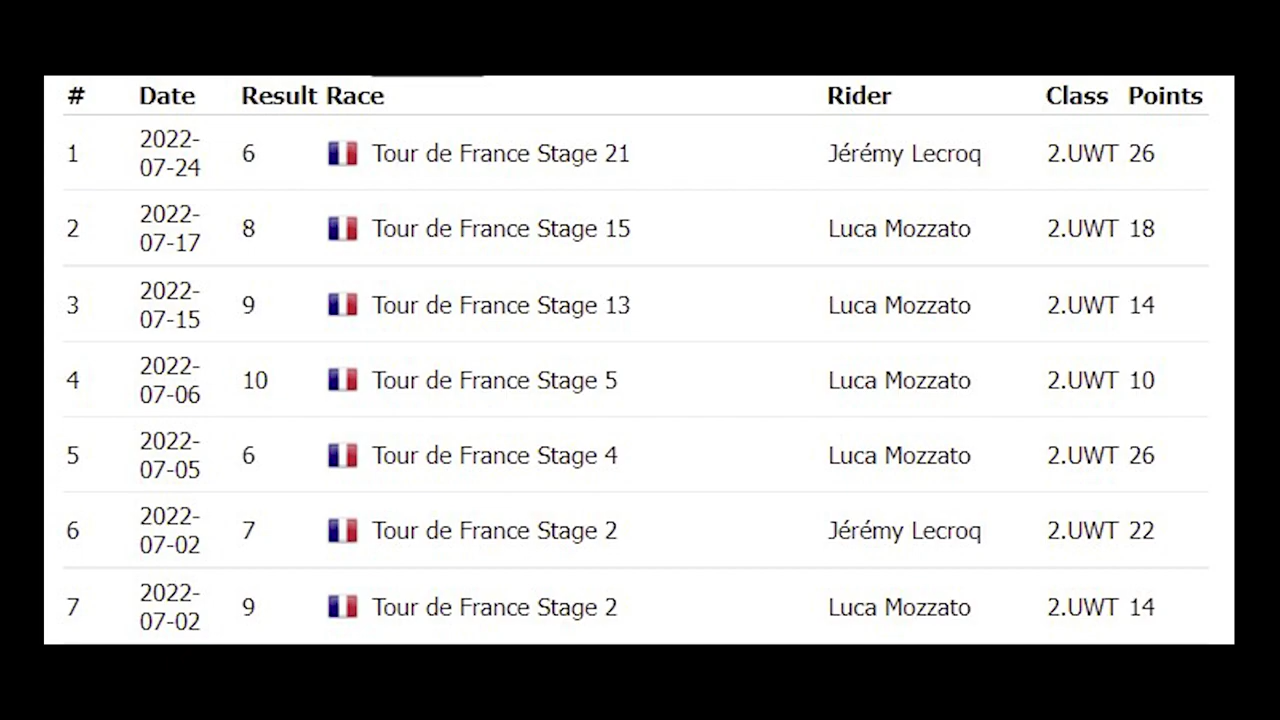 # Date Result Race Rider Class Points
1 2022-07-24 6 Tour de France Stage 21 Jérémy Lecroq 2.UWT 26
2 2022-07-17 8 Tour de France Stage 15 Luca Mozzato 2.UWT 18
3 2022-07-15 9 Tour de France Stage 13 Luca Mozzato 2.UWT 14
4 2022-07-06 10 Tour de France Stage 5 Luca Mozzato 2.UWT 10
5 2022-07-05 6 Tour de France Stage 4 Luca Mozzato 2.UWT 26
6 2022-07-02 7 Tour de France Stage 2 Jérémy Lecroq 2.UWT 22
7 2022-07-02 9 Tour de France Stage 2 Luca Mozzato 2.UWT 14